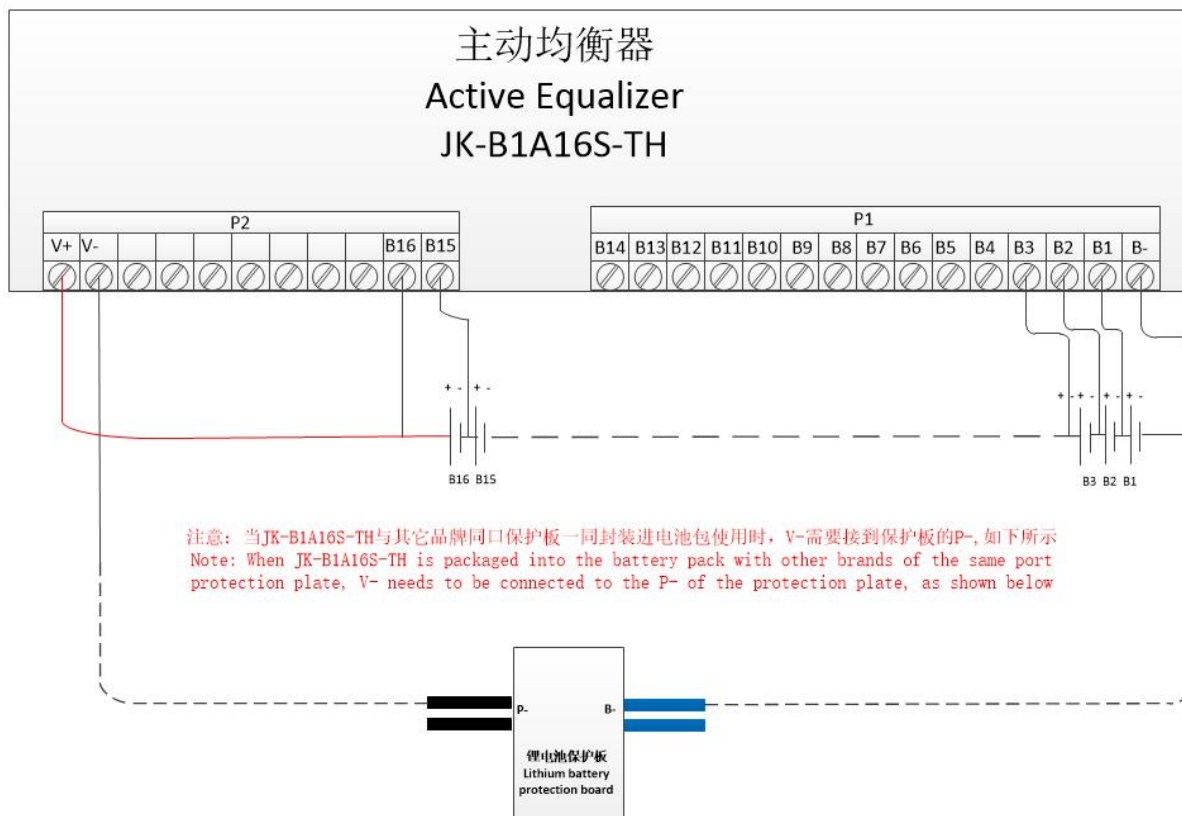 主动均衡器
Active Equalizer
JK-B1A16S-TH
P2
P1
V+ V- B16 B15
B14 B13 B12 B11 B10 B9 B8 B7 B6 B5 B4 B3 B2 B1 B-
+ - + -
+ - + - + - + -
B16 B15
B3 B2 B1
注意：当JK-B1A16S-TH与其它品牌同口保护板一同封装进电池包使用时，V-需要接到保护板的P-,如下所示
Note: When JK-B1A16S-TH is packaged into the battery pack with other brands of the same port
protection plate, V- needs to be connected to the P- of the protection plate, as shown below
P- B-
锂电池保护板
Lithium battery
protection board